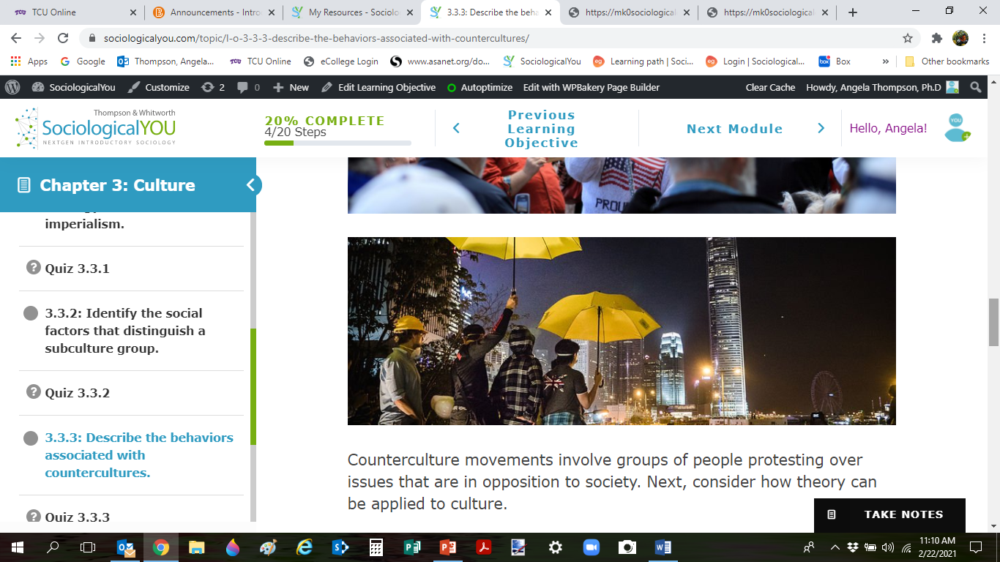 TCU Online
Announcements - Intro
My Resources - Sociolo
3.3.3: Describe the beha
https://mk0sociological
https://mk0sociological
sociologicalyou.com/topic/l-o-3-3-3-describe-the-behaviors-associated-with-countercultures/
Apps
Google
Thompson, Angela...
TCU TCU Online
eCollege Login
www.asanet.org/do...
SociologicalYou
Learning path | Soci...
Login | Sociological...
box Box
»
Other bookmarks
SociologicalYou
Customize
2
0
New
Edit Learning Objective
Autoptimize
Edit with WPBakery Page Builder
Clear Cache
Howdy, Angela Thompson, Ph.D
Thompson & Whitworth
SociologicalYOU
NEXTGEN INTRODUCTORY SOCIOLOGY
20% COMPLETE
4/20 Steps
Previous
Learning
Objective
Next Module
Hello, Angela!
YOU
Chapter 3: Culture
imperialism.
Quiz 3.3.1
3.3.2: Identify the social
factors that distinguish a
subculture group.
Quiz 3.3.2
3.3.3: Describe the behaviors
associated with
countercultures.
Quiz 3.3.3
PROU
Counterculture movements involve groups of people protesting over
issues that are in opposition to society. Next, consider how theory can
be applied to culture.
TAKE NOTES
11:10 AM
2/22/2021